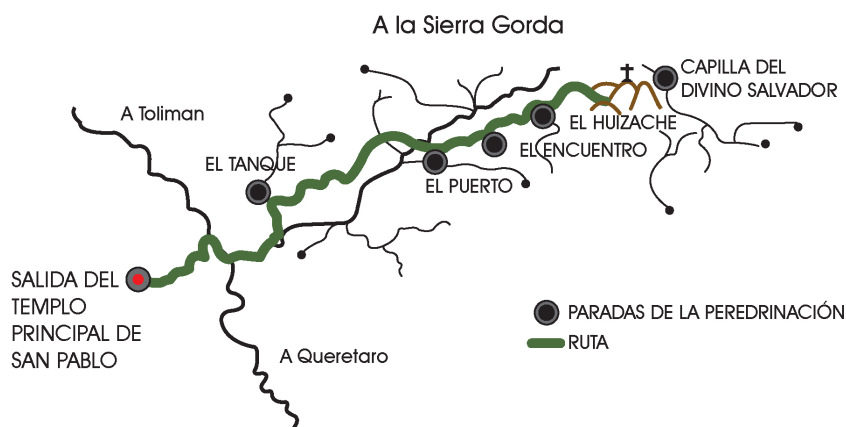 A la Sierra Gorda
CAPILLA DEL
DIVINO SALVADOR
A Toliman
EL HUIZACHE
EL TANQUE
EL ENCUENTRO
EL PUERTO
SALIDA DEL
TEMPLO
PRINCIPAL DE
SAN PABLO
PARADAS DE LA PEREDRINACIÓN
RUTA
A Queretaro